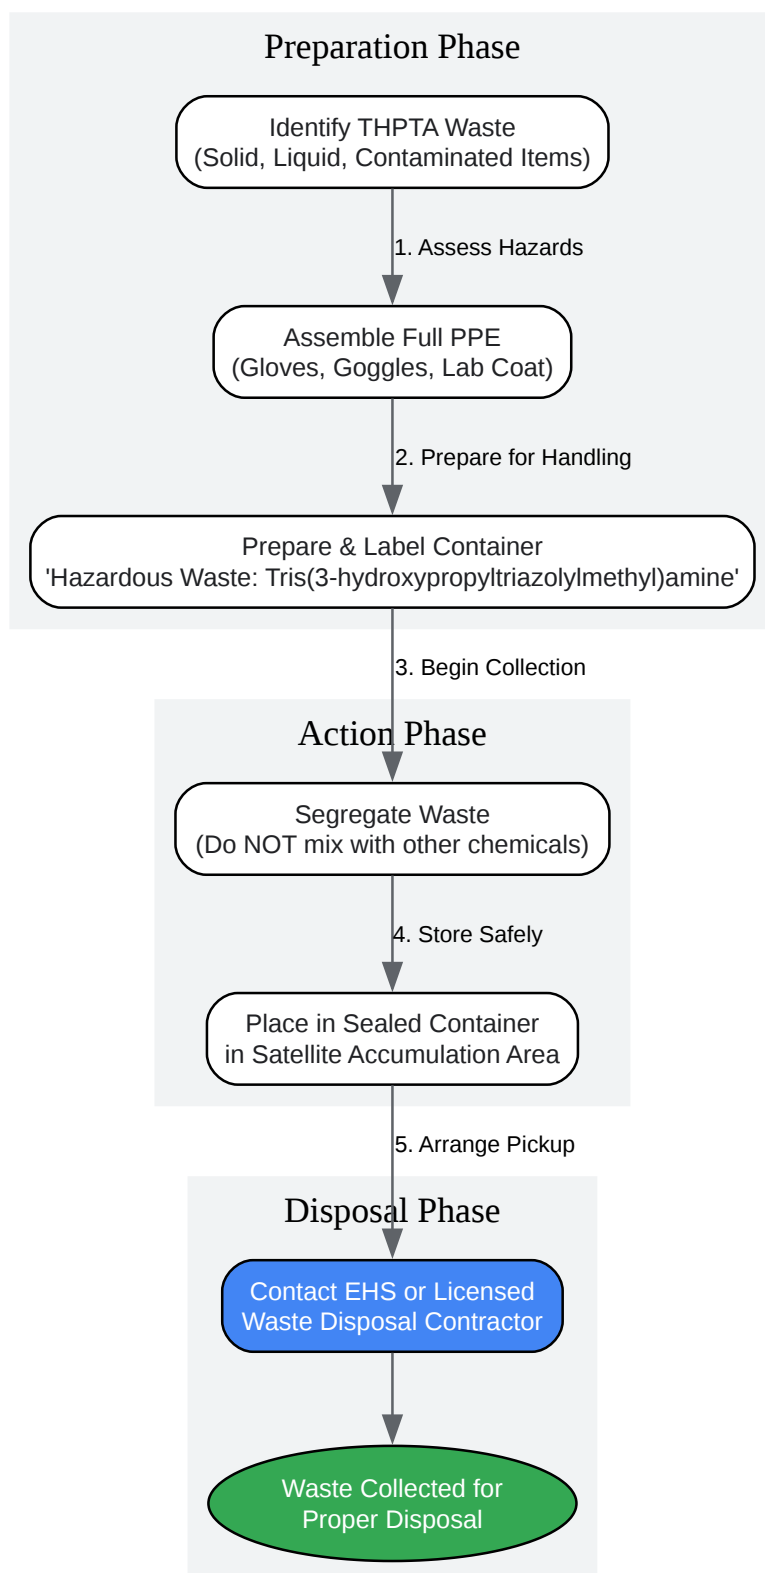 Preparation Phase
Identify THPTA Waste
(Solid, Liquid, Contaminated Items)
1. Assess Hazards
Assemble Full PPE
(Gloves, Goggles, Lab Coat)
2. Prepare for Handling
Prepare & Label Container
'Hazardous Waste: Tris(3-hydroxypropyltriazolylmethyl)amine'
3. Begin Collection
Action Phase
Segregate Waste
(Do NOT mix with other chemicals)
4. Store Safely
Place in Sealed Container
in Satellite Accumulation Area
5. Arrange Pickup
Disposal Phase
Contact EHS or Licensed
Waste Disposal Contractor
Waste Collected for
Proper Disposal